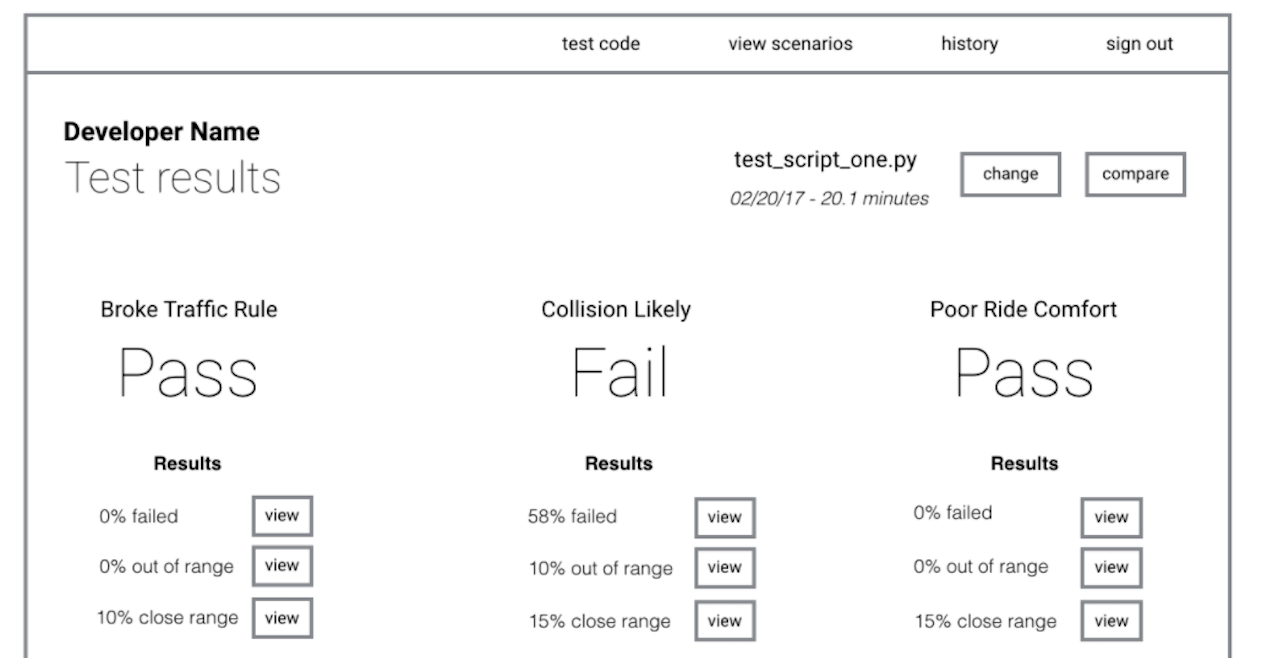 test code view scenarios history sign out
Developer Name
Test results
test_script_one.py
change compare
02/20/17 - 20.1 minutes
Broke Traffic Rule Collision Likely Poor Ride Comfort
Pass Fail Pass
Results Results Results
0% failed view 58% failed view 0% failed view
0% out of range view 10% out of range view 0% out of range view
10% close range view 15% close range view 15% close range view